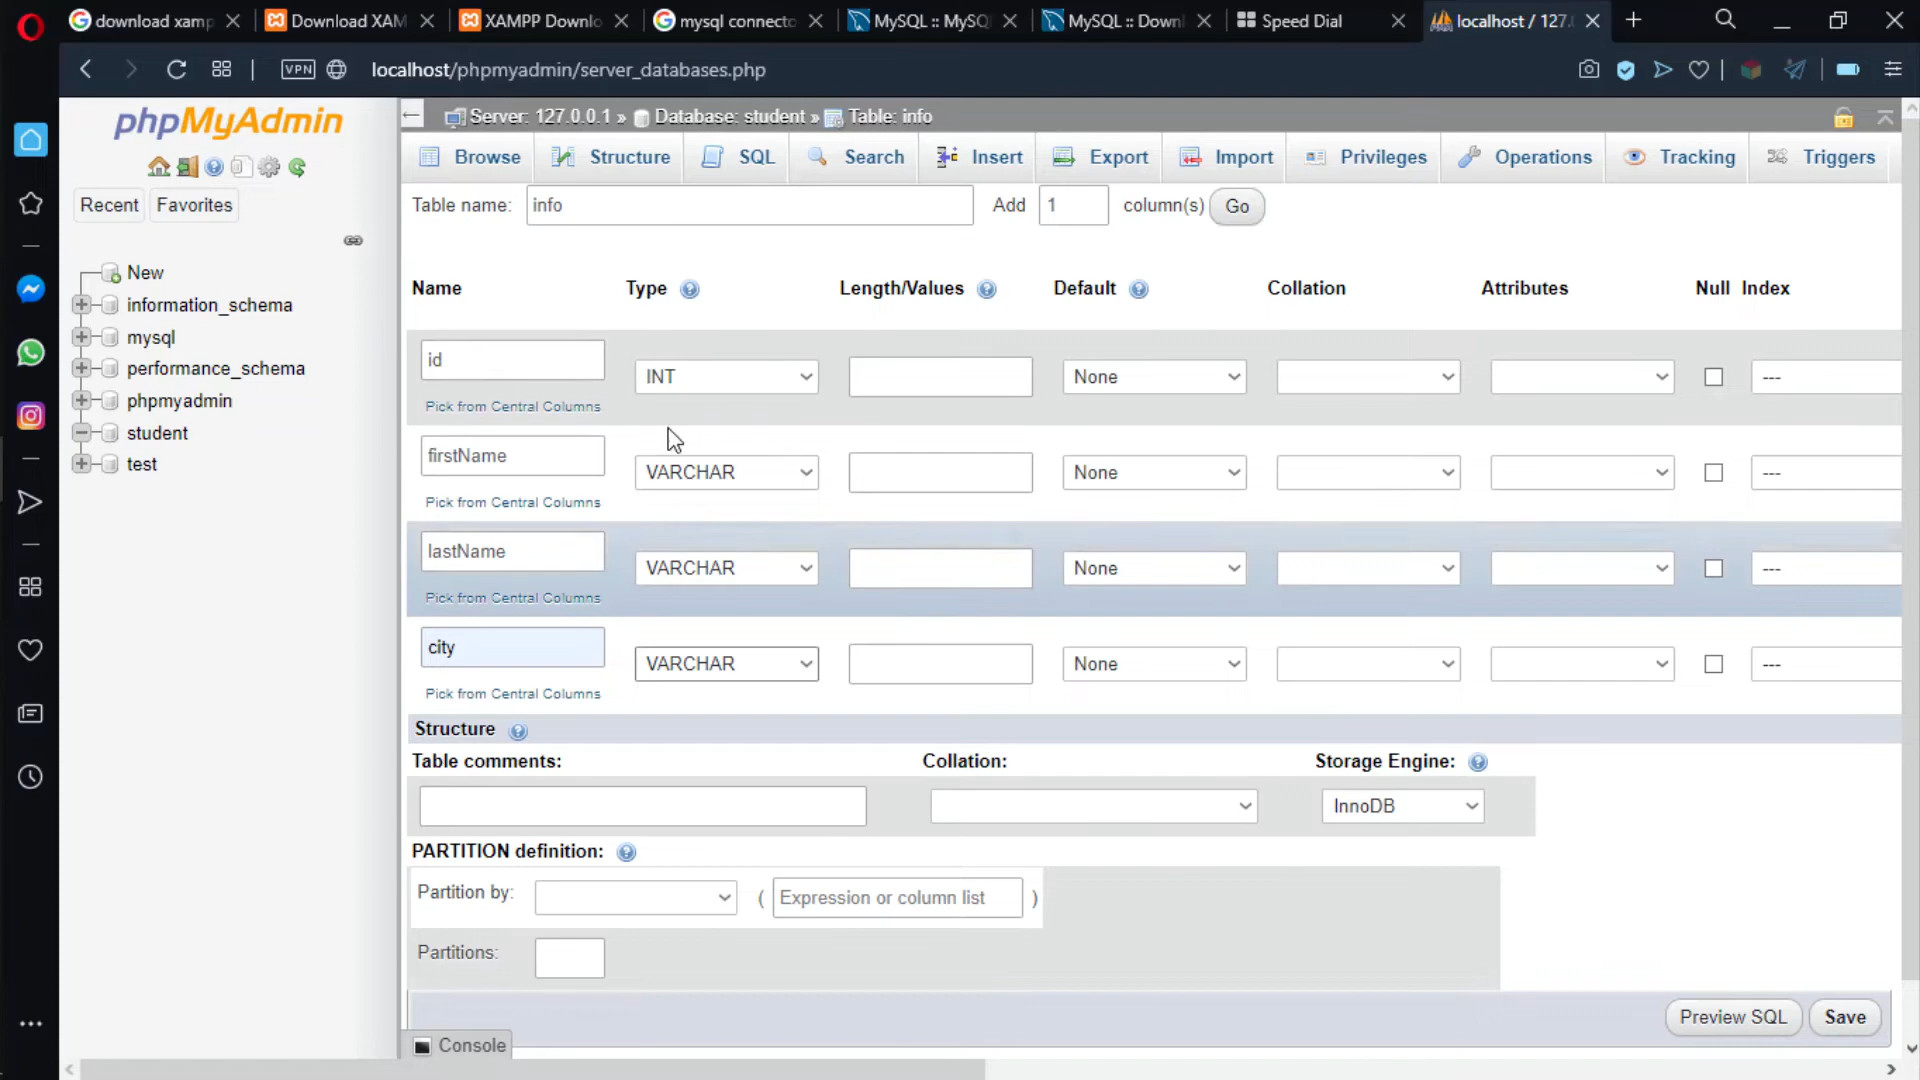 download xamp
Download XAM
XAMPP Downlo
mysql connecto
MySQL :: MySQ
MySQL :: Down
Speed Dial
localhost / 127.
VPN
localhost/phpmyadmin/server_databases.php
phpMyAdmin
Recent
Favorites
New
information_schema
mysql
performance_schema
phpmyadmin
student
test
Server: 127.0.0.1 » Database: student » Table: info
Browse
Structure
SQL
Search
Insert
Export
Import
Privileges
Operations
Tracking
Triggers
Table name: info Add 1 column(s) Go
Name Type Length/Values Default Collation Attributes Null Index
id INT None ---
Pick from Central Columns
firstName VARCHAR None ---
Pick from Central Columns
lastName VARCHAR None ---
Pick from Central Columns
city VARCHAR None ---
Pick from Central Columns
Structure
Table comments: Collation: Storage Engine:
InnoDB
PARTITION definition:
Partition by: ( Expression or column list )
Partitions:
Preview SQL Save
Console